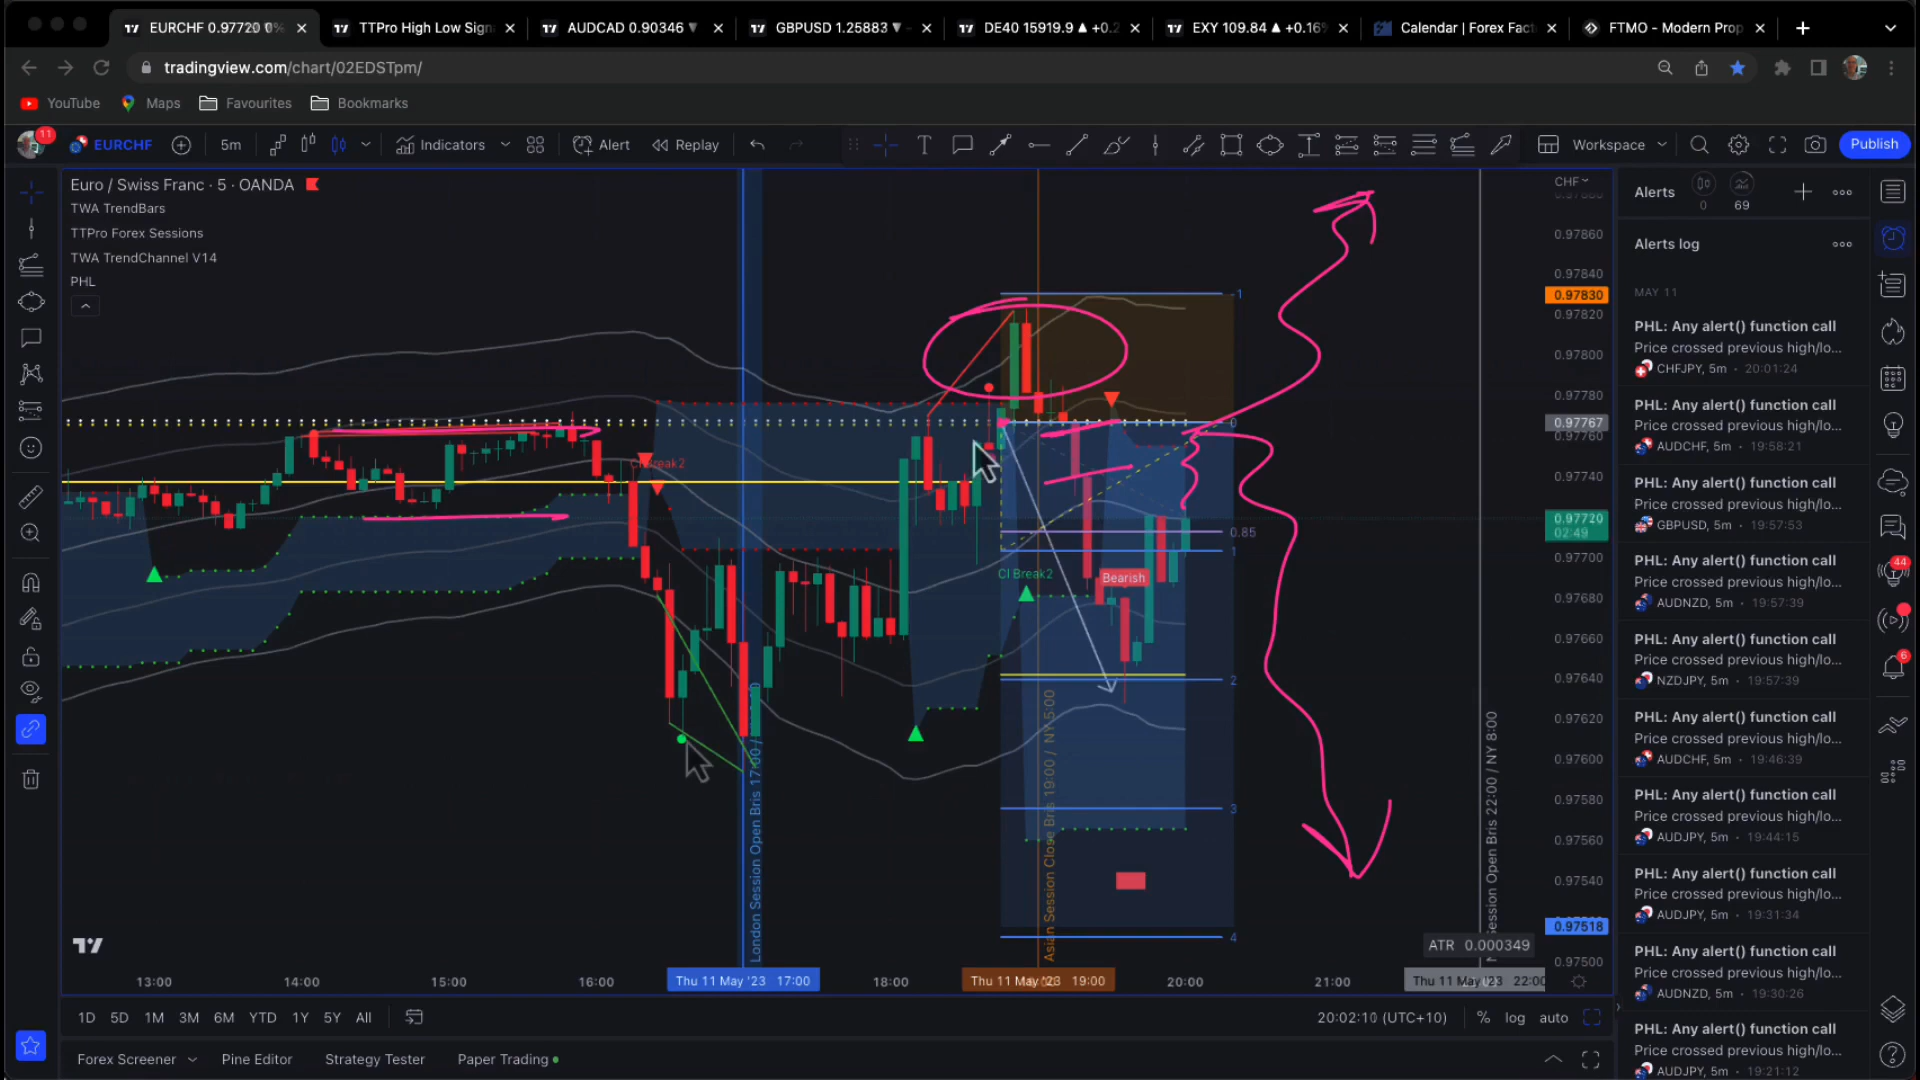 EURCHF 0.97720 0%
TTPro High Low Sign
AUDCAD 0.90346 ▼
GBPUSD 1.25883 ▼ −
DE40 15919.9 ▲ +0.2
EXY 109.84 ▲ +0.16%
Calendar | Forex Fact
FTMO - Modern Prop
tradingview.com/chart/02EDSTpm/
YouTube
Maps
Favourites
Bookmarks
11
EURCHF
5m
Indicators
Alert
Replay
Workspace
Publish
Euro / Swiss Franc · 5 · OANDA
TWA TrendBars
TTPro Forex Sessions
TWA TrendChannel V14
PHL
CHF
0.97860
0.97840
0.97830
0.97820
0.97800
0.97780
0.97767
0.97760
0.97740
0.97720
02:49
0.97700
0.97680
0.97660
0.97640
0.97620
0.97600
0.97580
0.97560
0.97540
0.97518
0.97500
-1
0
0.85
1
2
3
4
CI Break2
Bearish
London Session Open Bris 17:00 /
Asian Session Close Bris 19:00 / NY 5:00
Session Open Bris 22:00 / NY 8:00
ATR 0.000349
13:00
14:00
15:00
16:00
Thu 11 May '23 17:00
18:00
Thu 11 May '23 19:00
20:00
21:00
Thu 11 May '23 22:00
1D
5D
1M
3M
6M
YTD
1Y
5Y
All
20:02:10 (UTC+10)
%
log
auto
Forex Screener
Pine Editor
Strategy Tester
Paper Trading
Alerts
0
69
Alerts log
MAY 11
PHL: Any alert() function call
Price crossed previous high/lo...
CHFJPY, 5m · 20:01:24
PHL: Any alert() function call
Price crossed previous high/lo...
AUDCHF, 5m · 19:58:21
PHL: Any alert() function call
Price crossed previous high/lo...
GBPUSD, 5m · 19:57:53
PHL: Any alert() function call
Price crossed previous high/lo...
AUDNZD, 5m · 19:57:39
PHL: Any alert() function call
Price crossed previous high/lo...
NZDJPY, 5m · 19:57:39
PHL: Any alert() function call
Price crossed previous high/lo...
AUDCHF, 5m · 19:46:39
PHL: Any alert() function call
Price crossed previous high/lo...
AUDJPY, 5m · 19:44:15
PHL: Any alert() function call
Price crossed previous high/lo...
AUDJPY, 5m · 19:31:34
PHL: Any alert() function call
Price crossed previous high/lo...
AUDNZD, 5m · 19:30:26
PHL: Any alert() function call
Price crossed previous high/lo...
AUDJPY, 5m · 19:21:12
44
6